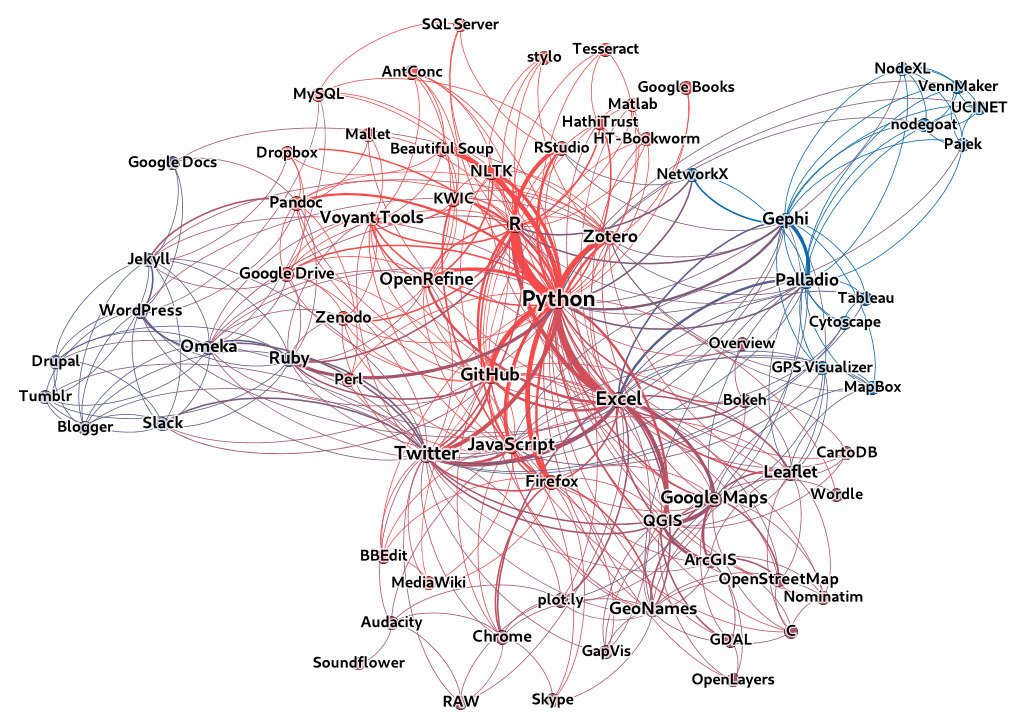 SQL Server
stylo
Tesseract
AntConc
NodeXL
VennMaker
Google Books
MySQL
Matlab
UCINET
HathiTrust
nodegoat
Mallet
HT-Bookworm
Pajek
Beautiful Soup
RStudio
Dropbox
Google Docs
NLTK
NetworkX
KWIC
Pandoc
Voyant Tools
Gephi
R
Zotero
Jekyll
Google Drive
OpenRefine
Palladio
Python
Tableau
WordPress
Zenodo
Cytoscape
Omeka
Overview
Ruby
Drupal
GPS Visualizer
GitHub
Perl
MapBox
Tumblr
Excel
Bokeh
Slack
Blogger
JavaScript
Twitter
CartoDB
Leaflet
Firefox
Wordle
Google Maps
QGIS
BBEdit
ArcGIS
OpenStreetMap
MediaWiki
Nominatim
plot.ly
GeoNames
Audacity
C
Chrome
GDAL
GapVis
Soundflower
OpenLayers
Skype
RAW